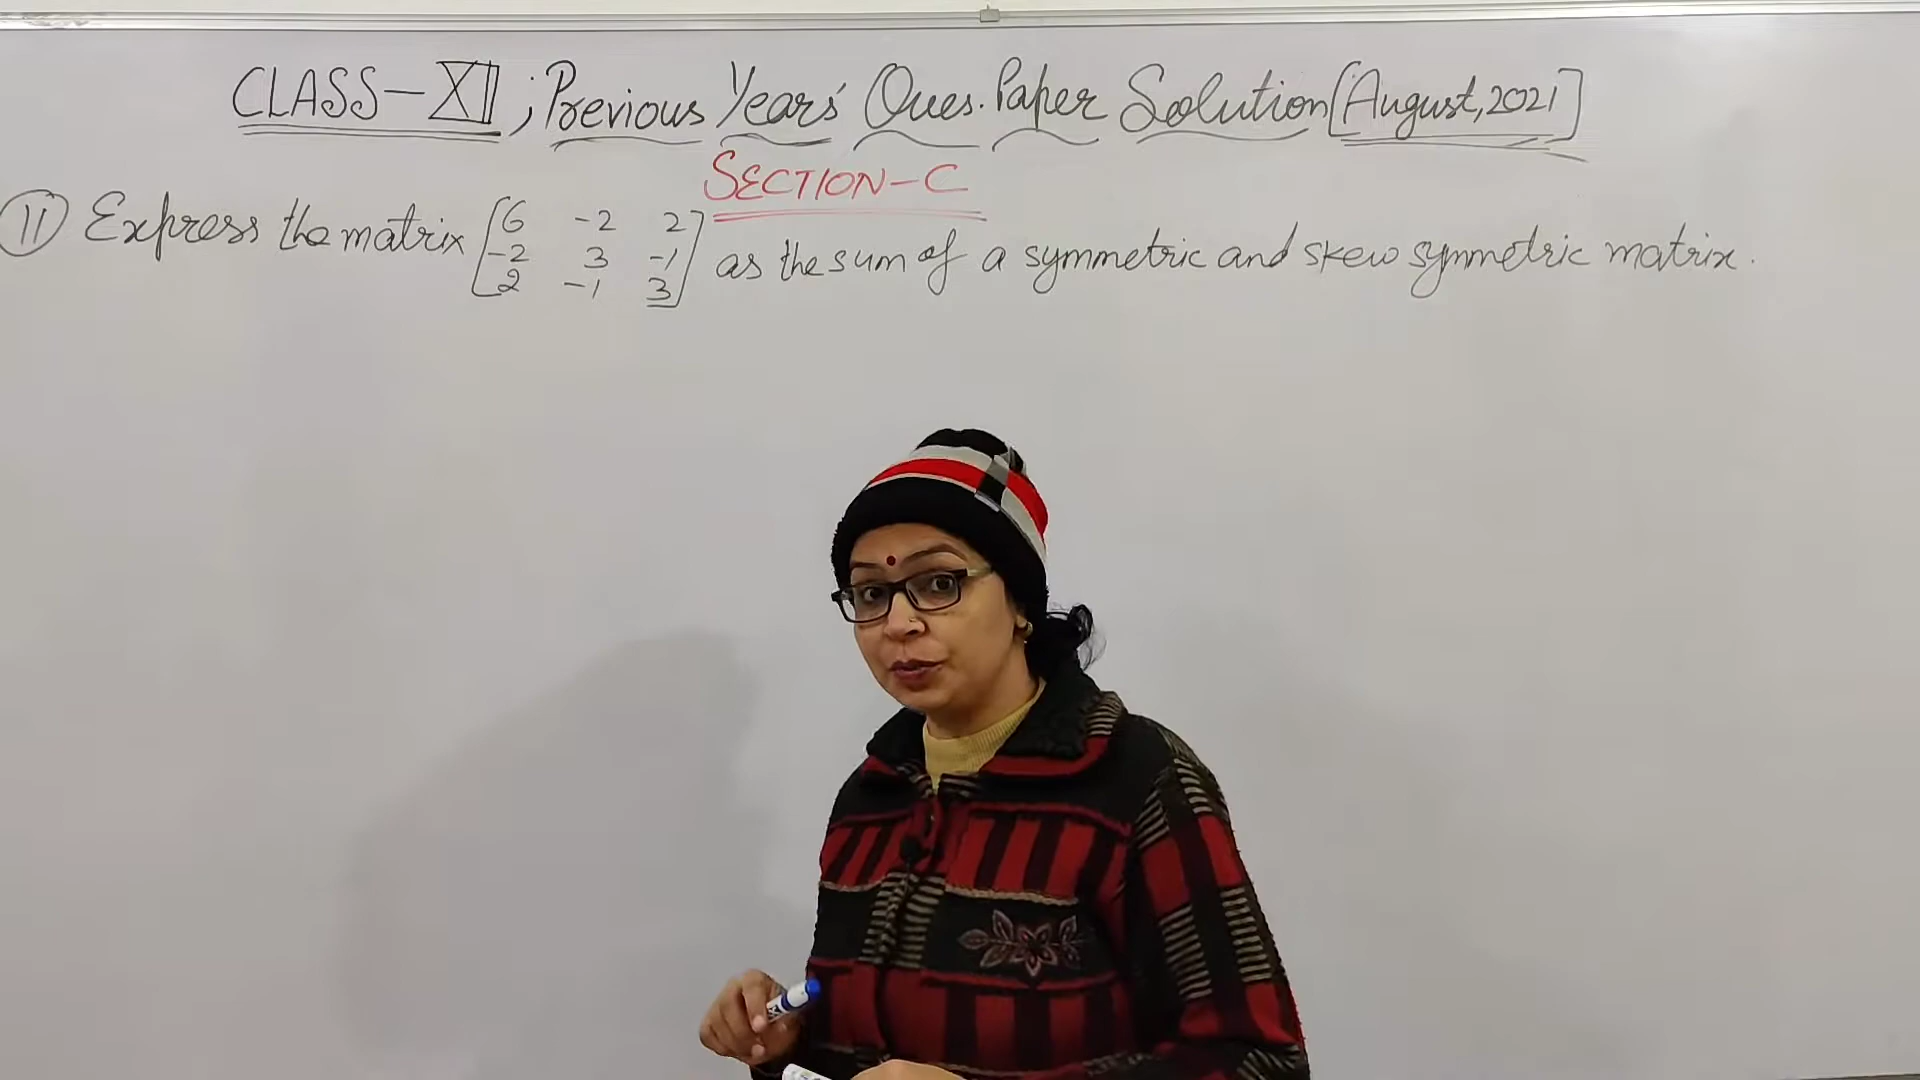 CLASS-XII; Previous Years' Ques. Paper Solution [August, 2021]
SECTION-C
11 Express the matrix [6 -2 2 as the sum of a symmetric and skew symmetric matrix.
-2 3 -1
2 -1 3]